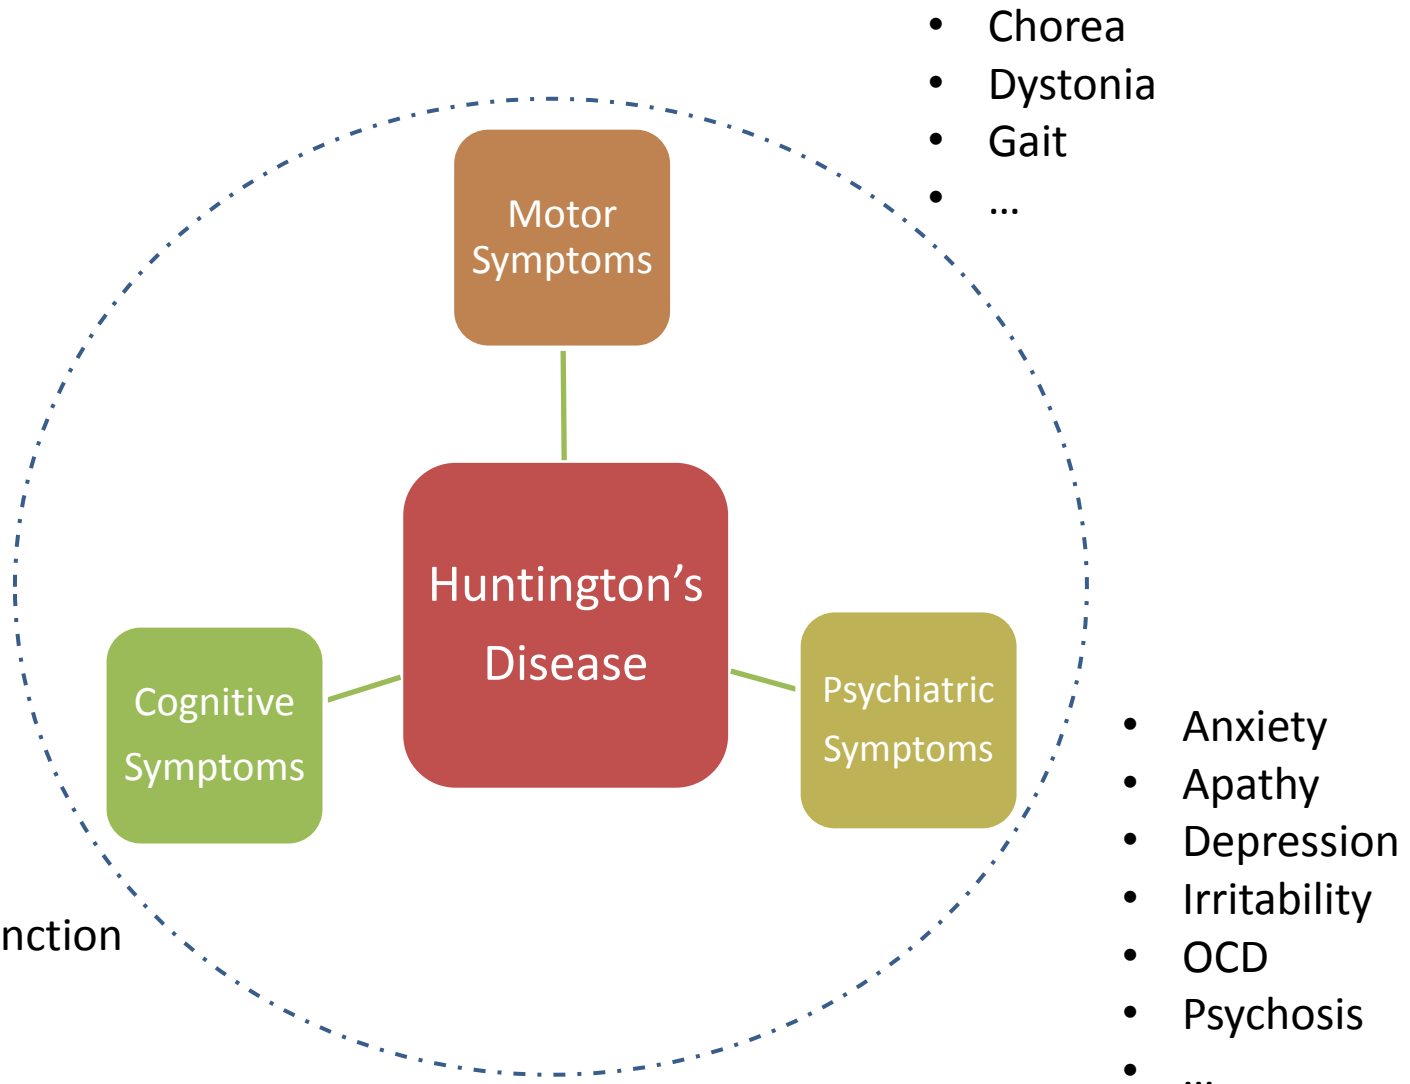 • Chorea
• Dystonia
• Gait
• ...
Motor
Symptoms
Huntington’s
Disease
Cognitive
Symptoms
Psychiatric
Symptoms
• Anxiety
• Apathy
• Depression
• Irritability
• OCD
• Psychosis
• ...
nction